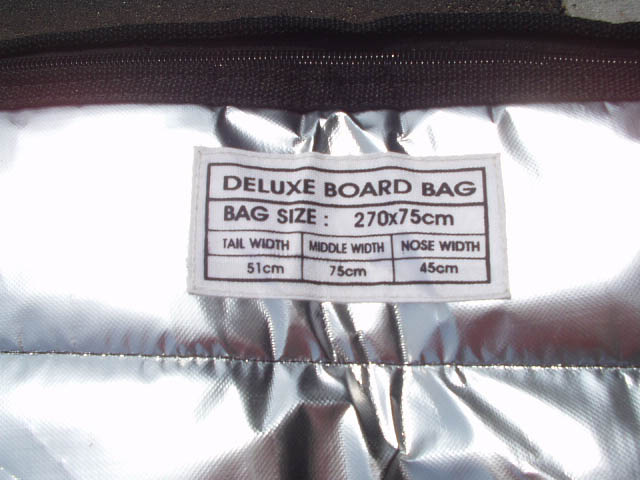 DELUXE BOARD BAG
BAG SIZE : 270x75cm
TAIL WIDTH MIDDLE WIDTH NOSE WIDTH
51cm 75cm 45cm